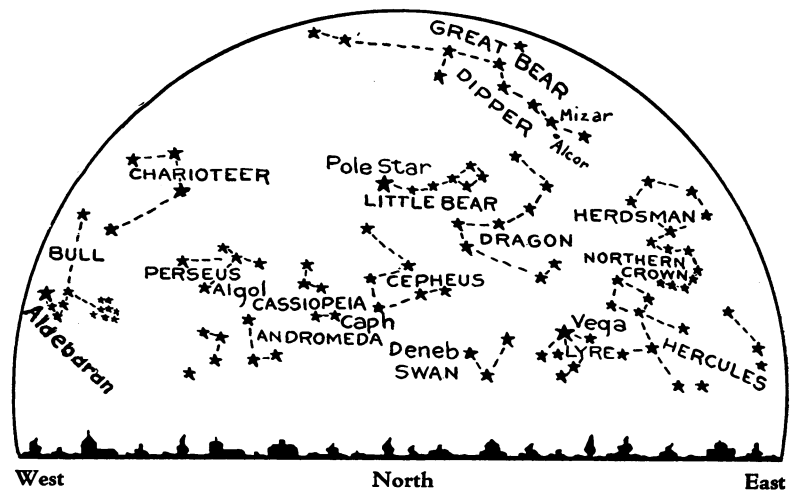 GREAT BEAR
DIPPER
Mizar
Alcor
CHARIOTEER
Pole Star
LITTLE BEAR
HERDSMAN
DRAGON
BULL
PERSEUS
Algol
CEPHEUS
NORTHERN
CROWN
CASSIOPEIA
Caph
ANDROMEDA
Aldebaran
Deneb
SWAN
Vega
LYRE
HERCULES
West
North
East